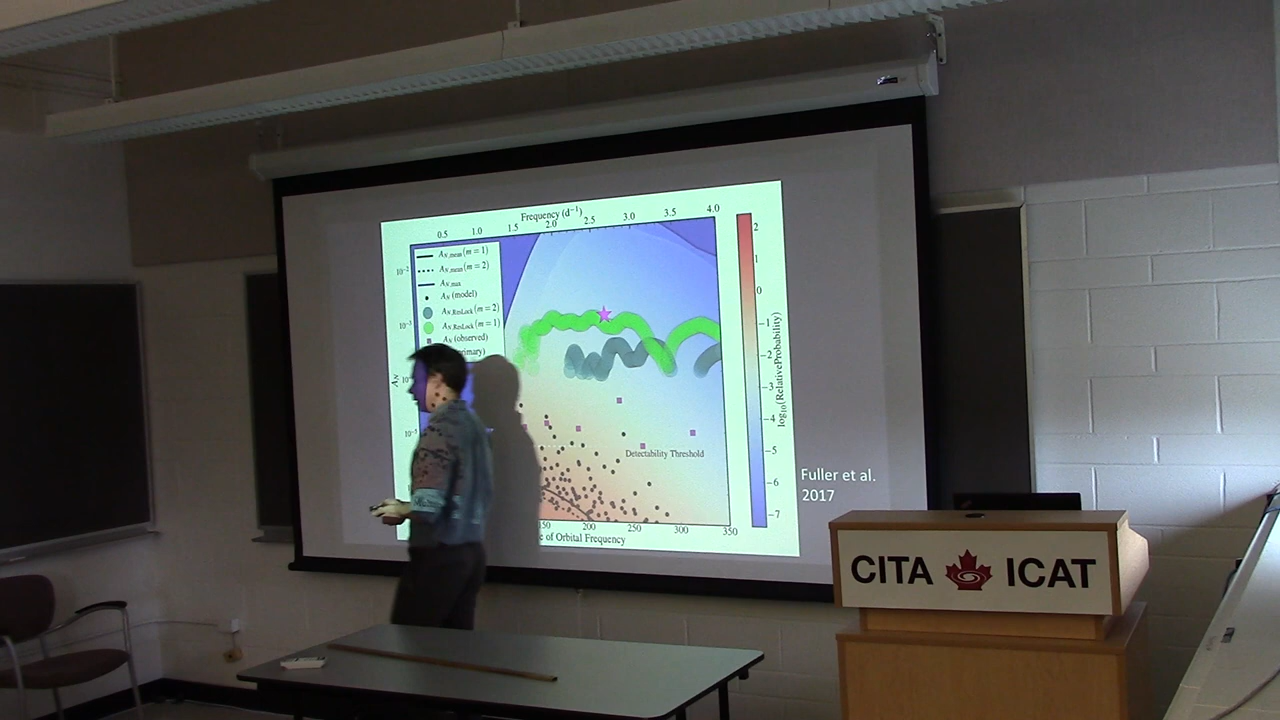 Frequency (d⁻¹)
0.5 1.0 1.5 2.0 2.5 3.0 3.5 4.0
A_N,mean (m = 1)
A_N,mean (m = 2)
A_N,max
A_N (model)
A_N,ResLock (m = 2)
A_N,ResLock (m = 1)
A_N (observed)
rimary)
10⁻²
10⁻³
10⁻⁵
A_N
Detectability Threshold
200 250 300 350
e of Orbital Frequency
2
1
0
−1
−2
−3
−4
−5
−6
−7
log₁₀(RelativeProbability)
Fuller et al.
2017
CITA ICAT